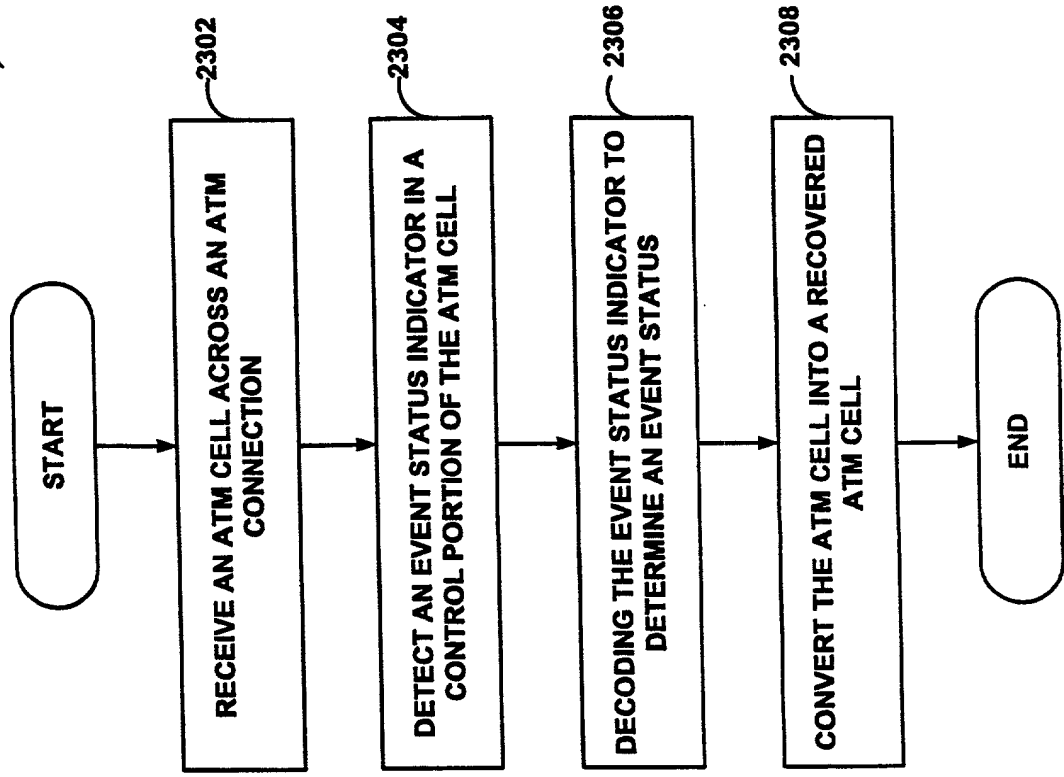 START
2302
RECEIVE AN ATM CELL ACROSS AN ATM
CONNECTION
2304
DETECT AN EVENT STATUS INDICATOR IN A
CONTROL PORTION OF THE ATM CELL
2306
DECODING THE EVENT STATUS INDICATOR TO
DETERMINE AN EVENT STATUS
2308
CONVERT THE ATM CELL INTO A RECOVERED
ATM CELL
END